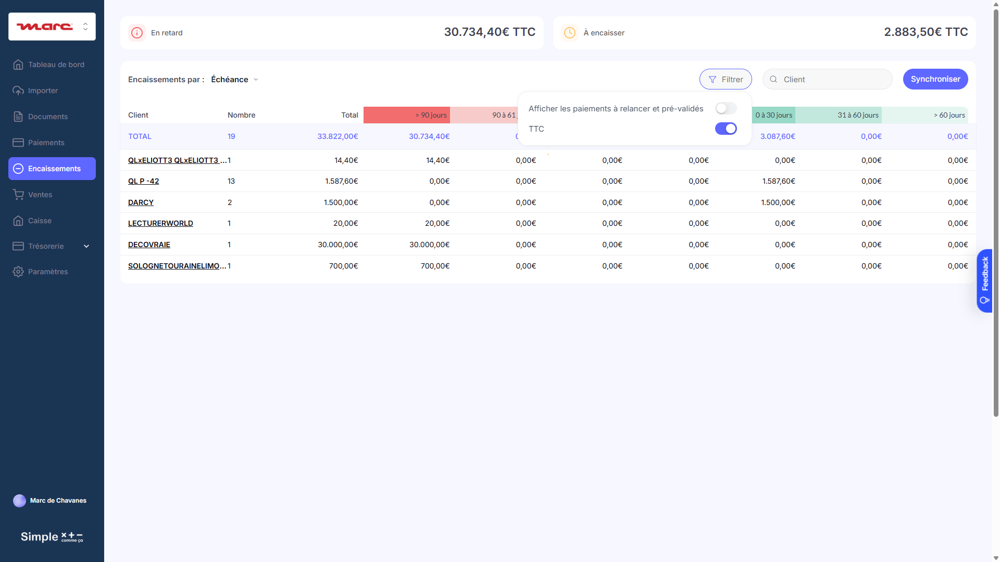 marc
Tableau de bord
Importer
Documents
Paiements
Encaissements
Ventes
Caisse
Trésorerie
Paramètres
Marc de Chavanes
Simple comme ça
En retard 30.734,40€ TTC
À encaisser 2.883,50€ TTC
Encaissements par : Échéance
Filtrer
Client
Synchroniser
Afficher les paiements à relancer et pré-validés
TTC
Client Nombre Total > 90 jours 90 à 61 0 à 30 jours 31 à 60 jours > 60 jours
TOTAL 19 33.822,00€ 30.734,40€ 3.087,60€ 0,00€ 0,00€
QLxELIOTT3 QLxELIOTT3 ... 1 14,40€ 14,40€ 0,00€ 0,00€ 0,00€ 0,00€ 0,00€ 0,00€
QL P -42 13 1.587,60€ 0,00€ 0,00€ 0,00€ 0,00€ 1.587,60€ 0,00€ 0,00€
DARCY 2 1.500,00€ 0,00€ 0,00€ 0,00€ 0,00€ 1.500,00€ 0,00€ 0,00€
LECTURERWORLD 1 20,00€ 20,00€ 0,00€ 0,00€ 0,00€ 0,00€ 0,00€ 0,00€
DECOVRAIE 1 30.000,00€ 30.000,00€ 0,00€ 0,00€ 0,00€ 0,00€ 0,00€ 0,00€
SOLOGNETOURAINELIMO... 1 700,00€ 700,00€ 0,00€ 0,00€ 0,00€ 0,00€ 0,00€ 0,00€
Feedback